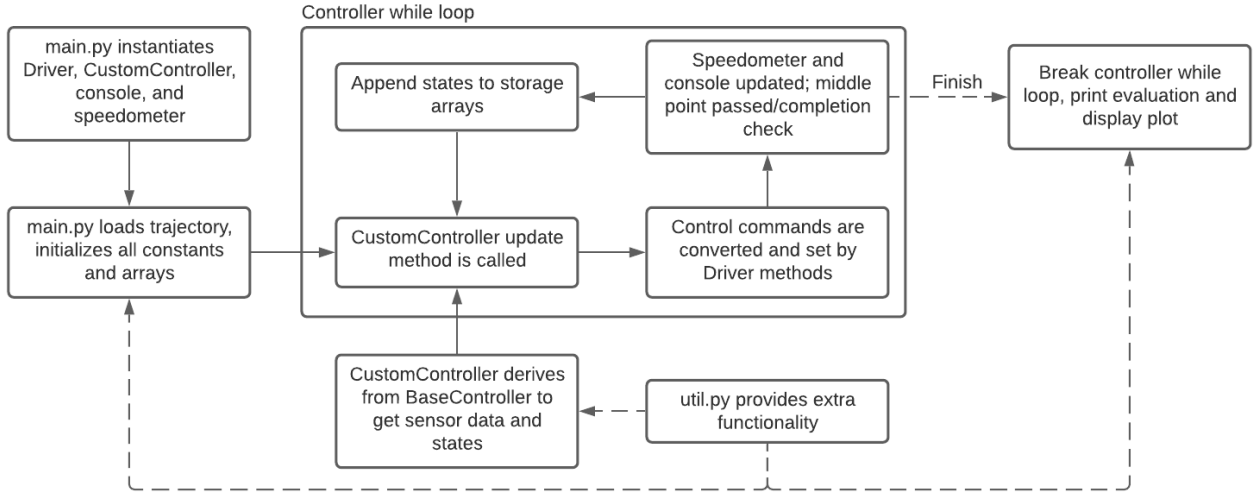 Controller while loop
main.py instantiates
Driver, CustomController,
console, and
speedometer
Append states to storage
arrays
Speedometer and
console updated; middle
point passed/completion
check
Finish
Break controller while
loop, print evaluation and
display plot
main.py loads trajectory,
initializes all constants
and arrays
CustomController update
method is called
Control commands are
converted and set by
Driver methods
CustomController derives
from BaseController to
get sensor data and
states
util.py provides extra
functionality